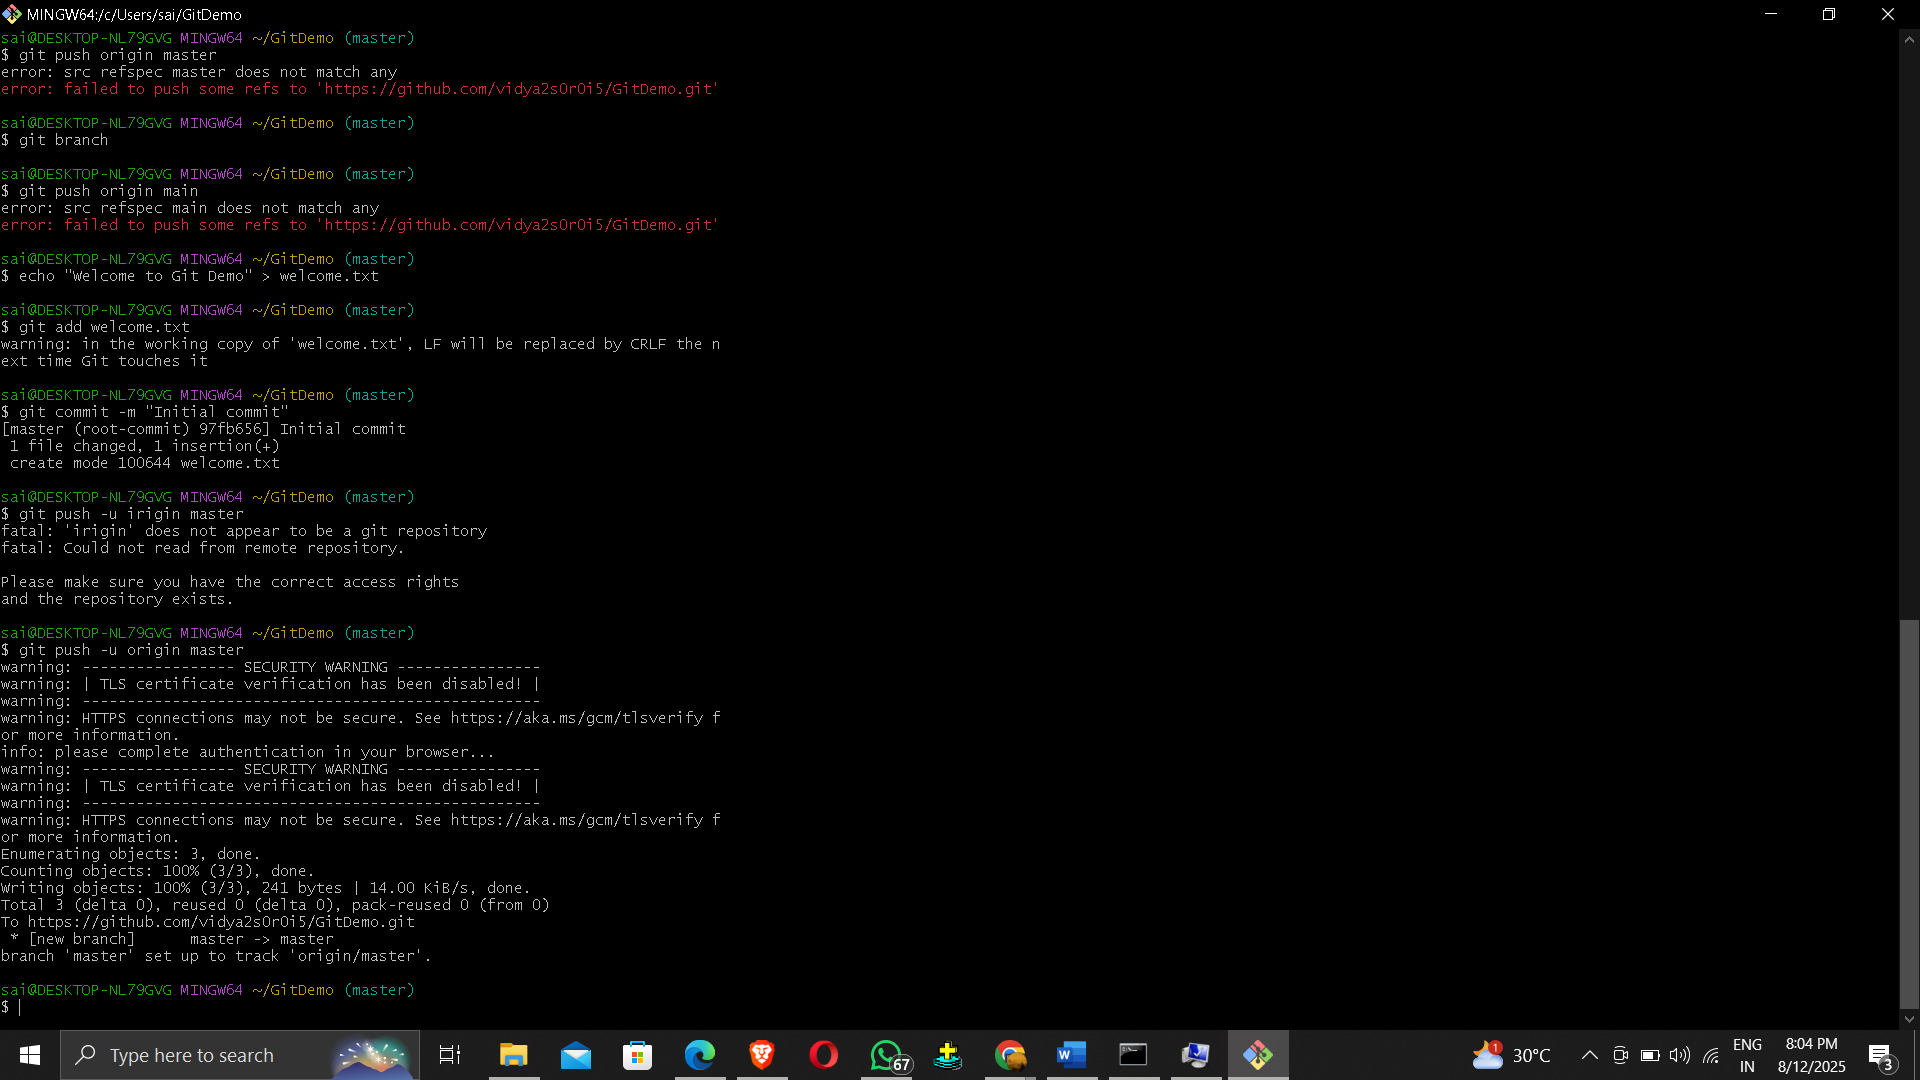 MINGW64:/c/Users/sai/GitDemo
sai@DESKTOP-NL79GVG MINGW64 ~/GitDemo (master)
$ git push origin master
error: src refspec master does not match any
error: failed to push some refs to 'https://github.com/vidya2s0r0i5/GitDemo.git'

sai@DESKTOP-NL79GVG MINGW64 ~/GitDemo (master)
$ git branch

sai@DESKTOP-NL79GVG MINGW64 ~/GitDemo (master)
$ git push origin main
error: src refspec main does not match any
error: failed to push some refs to 'https://github.com/vidya2s0r0i5/GitDemo.git'

sai@DESKTOP-NL79GVG MINGW64 ~/GitDemo (master)
$ echo "Welcome to Git Demo" > welcome.txt

sai@DESKTOP-NL79GVG MINGW64 ~/GitDemo (master)
$ git add welcome.txt
warning: in the working copy of 'welcome.txt', LF will be replaced by CRLF the n
ext time Git touches it

sai@DESKTOP-NL79GVG MINGW64 ~/GitDemo (master)
$ git commit -m "Initial commit"
[master (root-commit) 97fb656] Initial commit
 1 file changed, 1 insertion(+)
 create mode 100644 welcome.txt

sai@DESKTOP-NL79GVG MINGW64 ~/GitDemo (master)
$ git push -u irigin master
fatal: 'irigin' does not appear to be a git repository
fatal: Could not read from remote repository.

Please make sure you have the correct access rights
and the repository exists.

sai@DESKTOP-NL79GVG MINGW64 ~/GitDemo (master)
$ git push -u origin master
warning: ----------------- SECURITY WARNING ----------------
warning: | TLS certificate verification has been disabled! |
warning: ---------------------------------------------------
warning: HTTPS connections may not be secure. See https://aka.ms/gcm/tlsverify f
or more information.
info: please complete authentication in your browser...
warning: ----------------- SECURITY WARNING ----------------
warning: | TLS certificate verification has been disabled! |
warning: ---------------------------------------------------
warning: HTTPS connections may not be secure. See https://aka.ms/gcm/tlsverify f
or more information.
Enumerating objects: 3, done.
Counting objects: 100% (3/3), done.
Writing objects: 100% (3/3), 241 bytes | 14.00 KiB/s, done.
Total 3 (delta 0), reused 0 (delta 0), pack-reused 0 (from 0)
To https://github.com/vidya2s0r0i5/GitDemo.git
 * [new branch]      master -> master
branch 'master' set up to track 'origin/master'.

sai@DESKTOP-NL79GVG MINGW64 ~/GitDemo (master)
$
Type here to search
67
1
30°C
ENG
IN
8:04 PM
8/12/2025
3